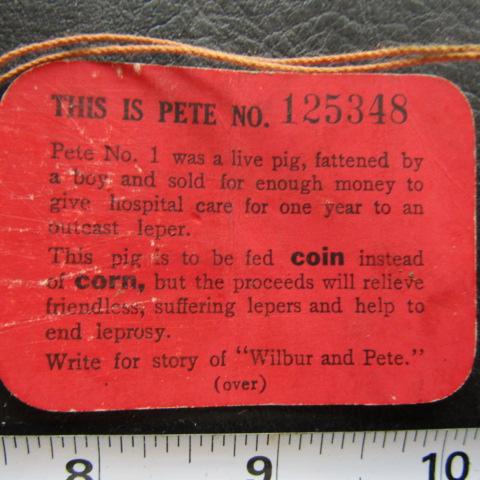 THIS IS PETE NO. 125348
Pete No. 1 was a live pig, fattened by
a boy and sold for enough money to
give hospital care for one year to an
outcast leper.
This pig is to be fed coin instead
of corn, but the proceeds will relieve
friendless, suffering lepers and help to
end leprosy.
Write for story of "Wilbur and Pete."
(over)
8 9 10